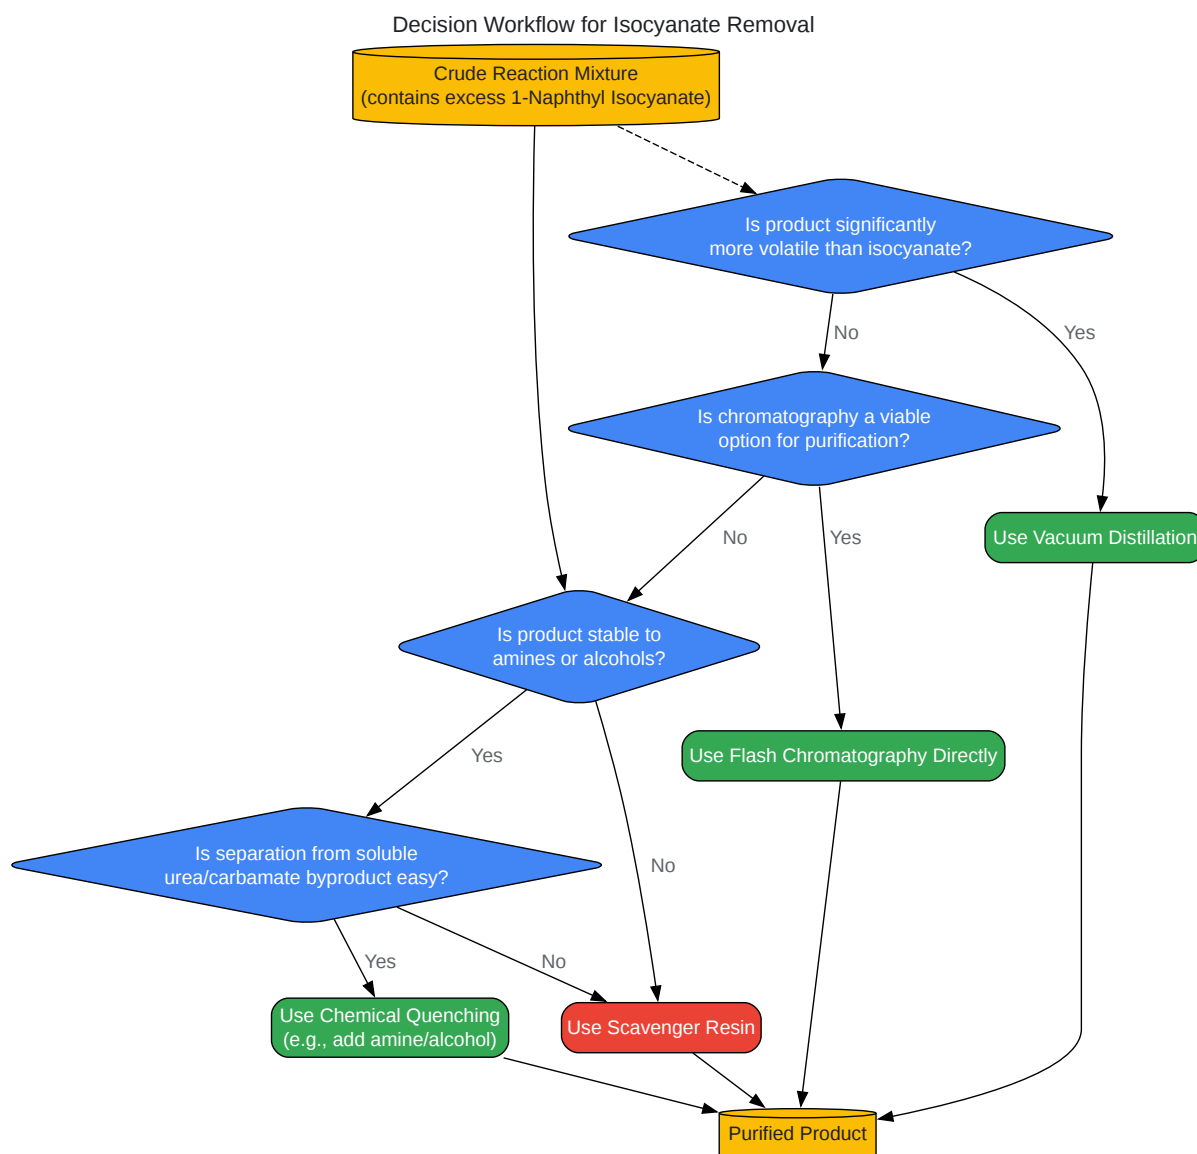 Decision Workflow for Isocyanate Removal
Crude Reaction Mixture
(contains excess 1-Naphthyl Isocyanate)
Is product significantly
more volatile than isocyanate?
No
Yes
Is chromatography a viable
option for purification?
Use Vacuum Distillation
No
Yes
Is product stable to
amines or alcohols?
Use Flash Chromatography Directly
Yes
No
Is separation from soluble
urea/carbamate byproduct easy?
Yes
No
Use Chemical Quenching
(e.g., add amine/alcohol)
Use Scavenger Resin
Purified Product